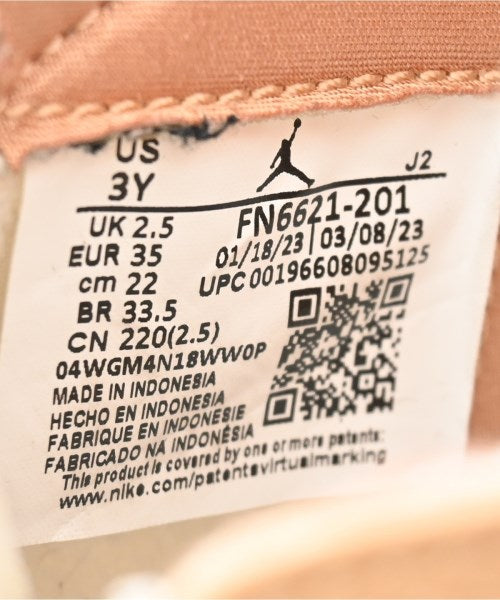 US
J2
3Y
FN6621-201
UK 2.5
01/18/23 | 03/08/23
EUR 35
UPC 00196608095125
cm 22
BR 33.5
CN 220(2.5)
04WGM4N18WW0P
MADE IN INDONESIA
HECHO EN INDONESIA
FABRIQUE EN INDONESIE
FABRICADO NA INDONÉSIA
This product is covered by one or more patents:
www.nike.com/patentsvirtualmarking